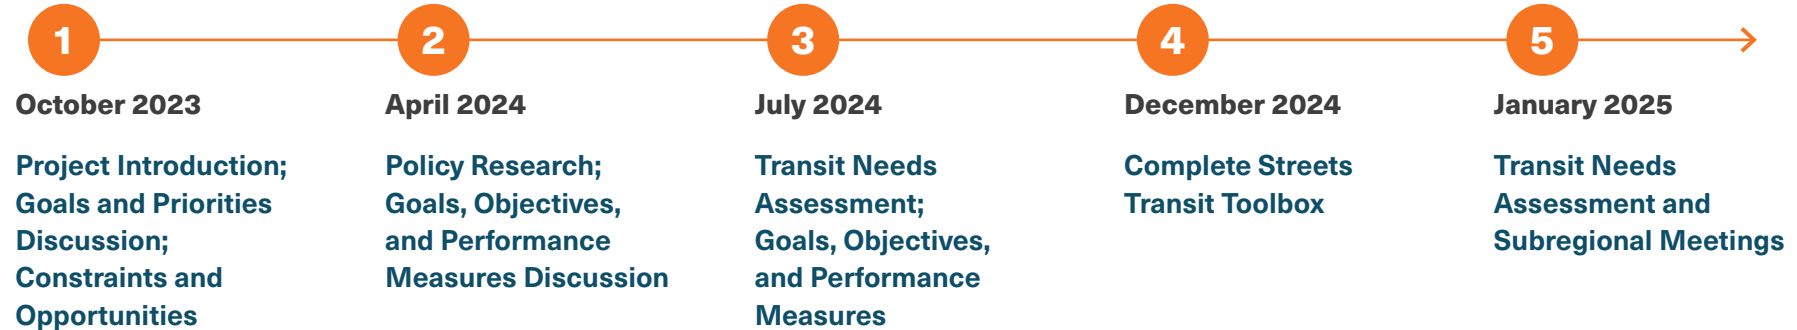 1
October 2023
Project Introduction;
Goals and Priorities
Discussion;
Constraints and
Opportunities
2
April 2024
Policy Research;
Goals, Objectives,
and Performance
Measures Discussion
3
July 2024
Transit Needs
Assessment;
Goals, Objectives,
and Performance
Measures
4
December 2024
Complete Streets
Transit Toolbox
5
January 2025
Transit Needs
Assessment and
Subregional Meetings